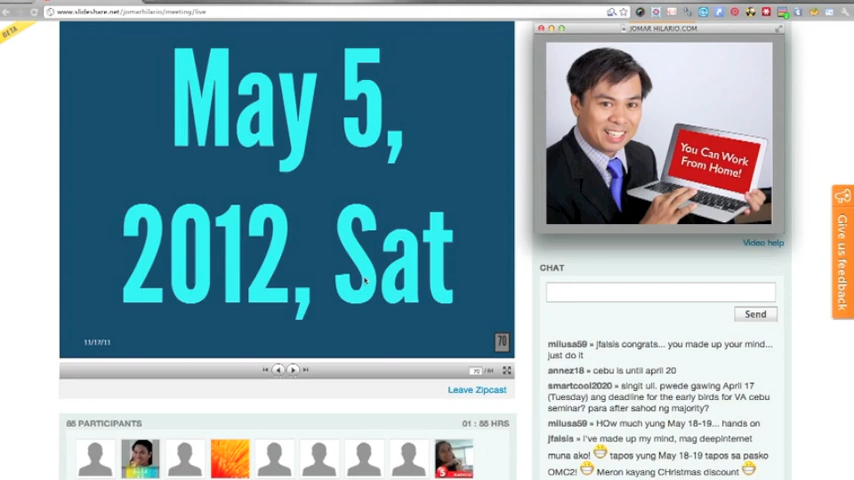 www.slideshare.net/jomarhilario/meeting/live
BETA
May 5,
2012, Sat
11/17/11
70
70 / 84
Leave Zipcast
85 PARTICIPANTS
01 : 55 HRS
JOMAR HILARIO.COM
You Can Work
From Home!
Video help
CHAT
Send
milusa59 » jfalsis congrats... you made up your mind...
just do it
annez18 » cebu is until april 20
smartcool2020 » singit ull. pwede gawing April 17
(Tuesday) ang deadline for the early birds for VA cebu
seminar? para after sahod ng majority?
milusa59 » HOw much yung May 18-19... hands on
jfalsis » i've made up my mind, mag deepinternet
muna ako! tapos yung May 18-19 tapos sa pasko
OMC2! Meron kayang CHristmas discount
Give us feedback